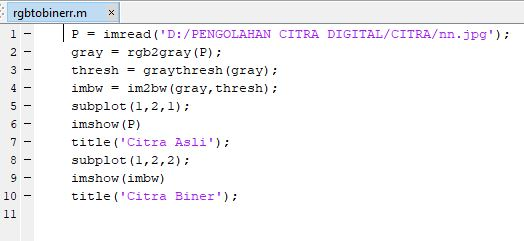 rgbtobinerr.m ×
1 – P = imread('D:/PENGOLAHAN CITRA DIGITAL/CITRA/nn.jpg');
2 – gray = rgb2gray(P);
3 – thresh = graythresh(gray);
4 – imbw = im2bw(gray,thresh);
5 – subplot(1,2,1);
6 – imshow(P)
7 – title('Citra Asli');
8 – subplot(1,2,2);
9 – imshow(imbw)
10 – title('Citra Biner');
11